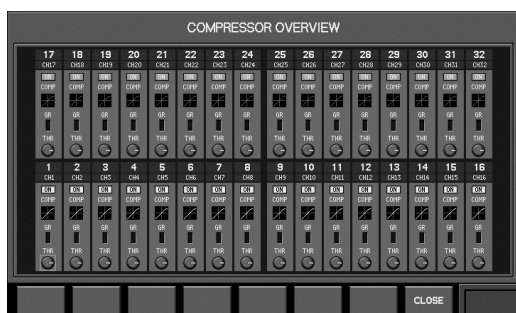 COMPRESSOR OVERVIEW
17 18 19 20 21 22 23 24 25 26 27 28 29 30 31 32
CH17 CH18 CH19 CH20 CH21 CH22 CH23 CH24 CH25 CH26 CH27 CH28 CH29 CH30 CH31 CH32
ON ON ON ON ON ON ON ON ON ON ON ON ON ON ON ON
COMP COMP COMP COMP COMP COMP COMP COMP COMP COMP COMP COMP COMP COMP COMP COMP
GR GR GR GR GR GR GR GR GR GR GR GR GR GR GR GR
THR THR THR THR THR THR THR THR THR THR THR THR THR THR THR THR
1 2 3 4 5 6 7 8 9 10 11 12 13 14 15 16
CH1 CH2 CH3 CH4 CH5 CH6 CH7 CH8 CH9 CH10 CH11 CH12 CH13 CH14 CH15 CH16
ON ON ON ON ON ON ON ON ON ON ON ON ON ON ON ON
COMP COMP COMP COMP COMP COMP COMP COMP COMP COMP COMP COMP COMP COMP COMP COMP
GR GR GR GR GR GR GR GR GR GR GR GR GR GR GR GR
THR THR THR THR THR THR THR THR THR THR THR THR THR THR THR THR
CLOSE